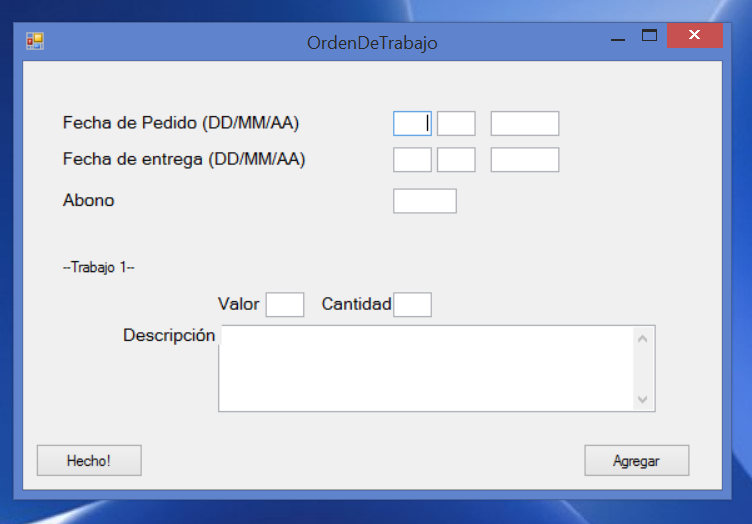 OrdenDeTrabajo
Fecha de Pedido (DD/MM/AA)
Fecha de entrega (DD/MM/AA)
Abono
--Trabajo 1--
Valor Cantidad
Descripción
Hecho! Agregar